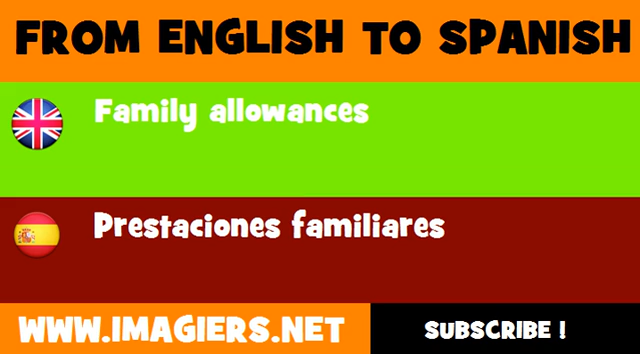 FROM ENGLISH TO SPANISH
Family allowances
Prestaciones familiares
WWW.IMAGIERS.NET
SUBSCRIBE !